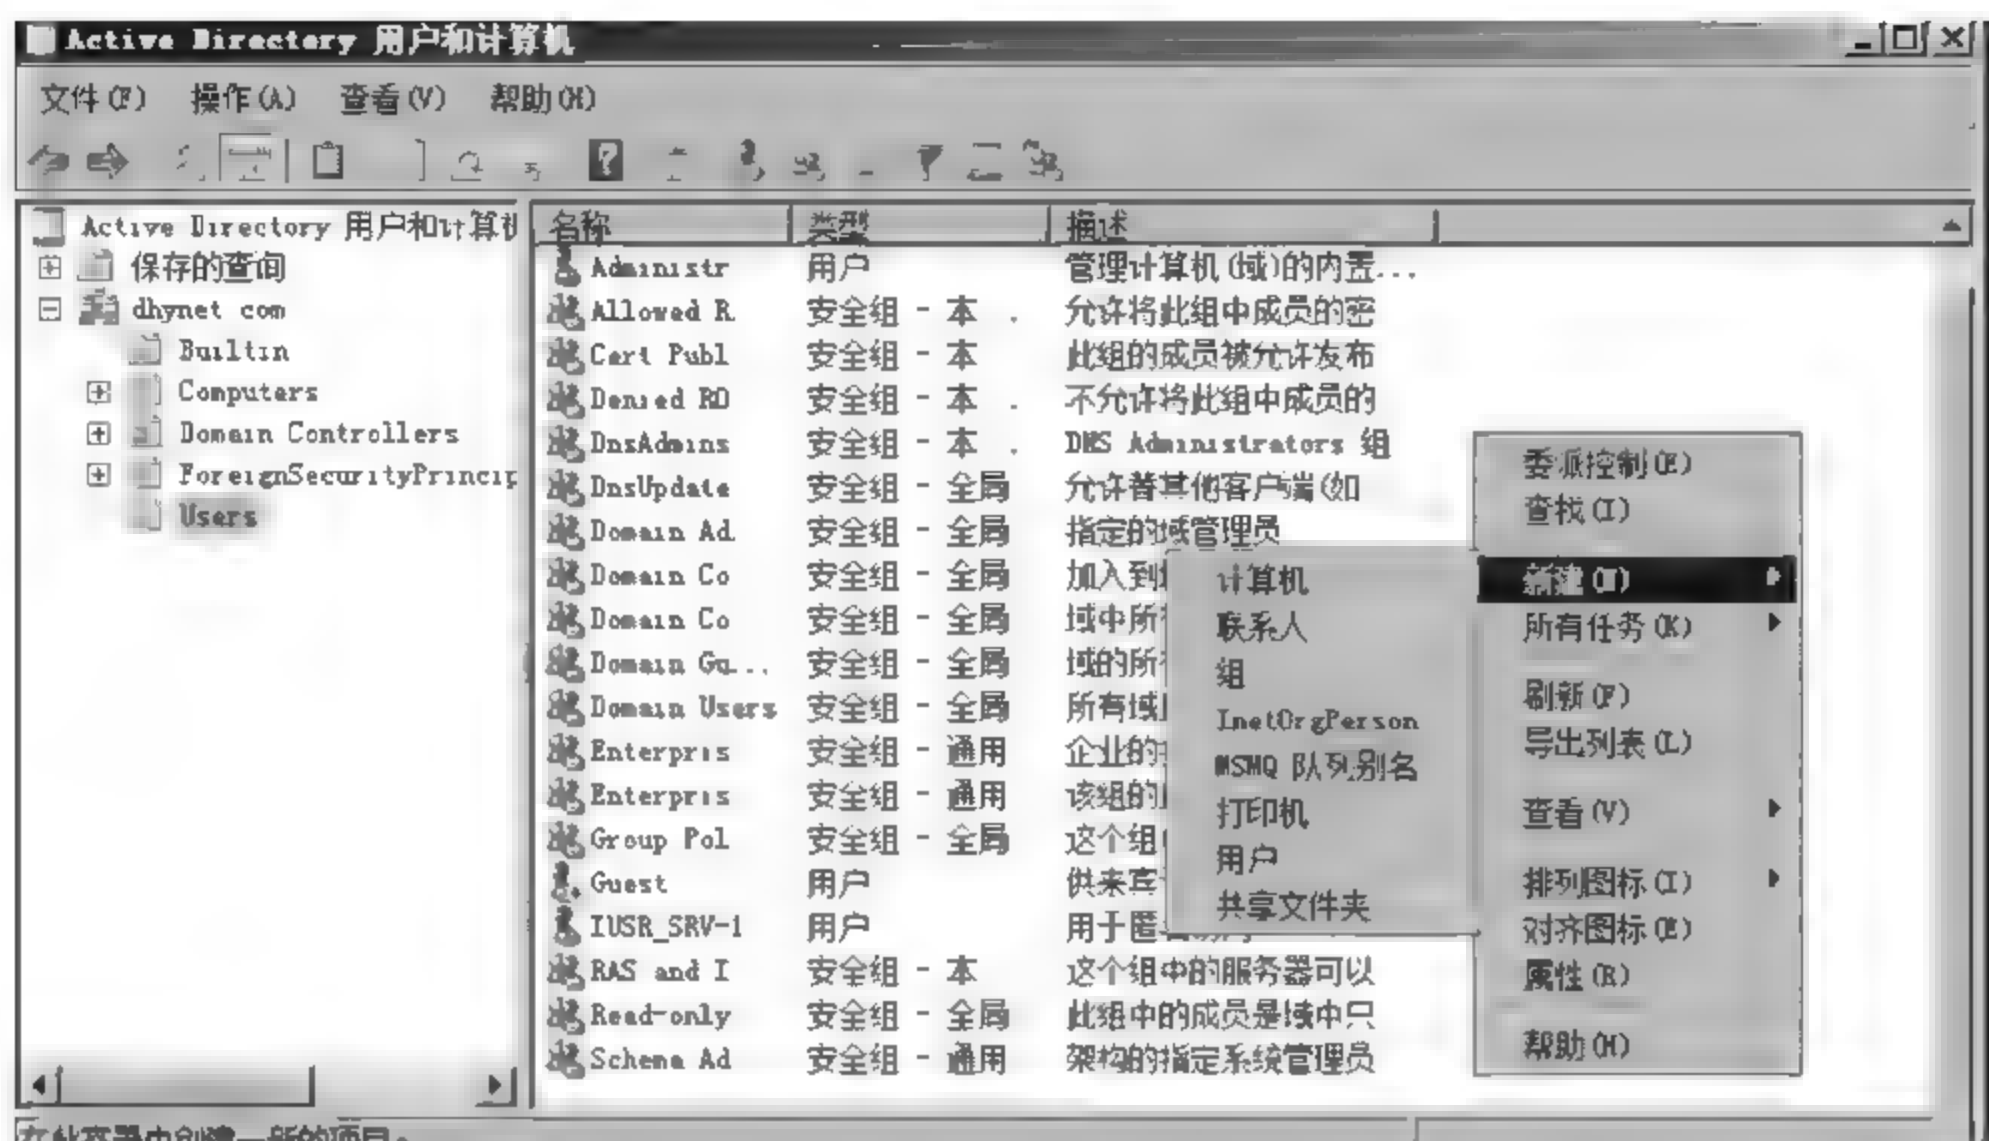 Active Directory 用户和计算机
文件(F) 操作(A) 查看(V) 帮助(H)
Active Directory 用户和计算机
保存的查询
dhynet com
Builtin
Computers
Domain Controllers
ForeignSecurityPrincip
Users
名称 类型 描述
Administr 用户 管理计算机(域)的内置...
Allowed R. 安全组 - 本 . 允许将此组中成员的密
Cert Publ 安全组 - 本 此组的成员被允许发布
Denied RO 安全组 - 本 . 不允许将此组中成员的
DnsAdmins 安全组 - 本 . DNS Administrators 组
DnsUpdate 安全组 - 全局 允许替其他客户端(如
Domain Ad. 安全组 - 全局 指定的域管理员
Domain Co 安全组 - 全局 加入到
Domain Co 安全组 - 全局 域中所
Domain Gu... 安全组 - 全局 域的所
Domain Users 安全组 - 全局 所有域
Enterpris 安全组 - 通用 企业的
Enterpris 安全组 - 通用 该组的
Group Pol 安全组 - 全局 这个组
Guest 用户 供来宾
IUSR_SRV-1 用户 用于匿
RAS and I 安全组 - 本 这个组中的服务器可以
Read-only 安全组 - 全局 此组中的成员是域中只
Schema Ad 安全组 - 通用 架构的指定系统管理员
计算机
联系人
组
InetOrgPerson
MSMQ 队列别名
打印机
用户
共享文件夹
委派控制(E)
查找(I)
新建(N)
所有任务(K)
刷新(F)
导出列表(L)
查看(V)
排列图标(I)
对齐图标(E)
属性(R)
帮助(H)